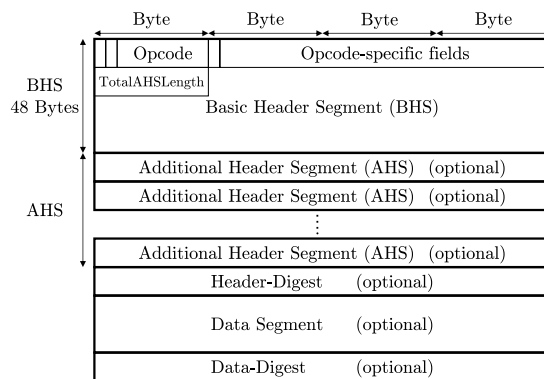 Byte Byte Byte Byte
Opcode Opcode-specific fields
TotalAHSLength
BHS
48 Bytes
Basic Header Segment (BHS)
Additional Header Segment (AHS) (optional)
Additional Header Segment (AHS) (optional)
AHS
⋮
Additional Header Segment (AHS) (optional)
Header-Digest (optional)
Data Segment (optional)
Data-Digest (optional)